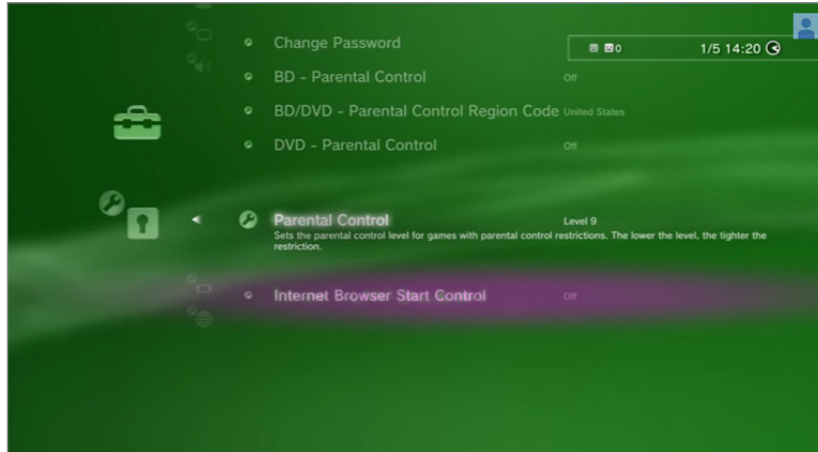 Change Password
0 1/5 14:20
BD - Parental Control Off
BD/DVD - Parental Control Region Code United States
DVD - Parental Control Off
Parental Control Level 9
Sets the parental control level for games with parental control restrictions. The lower the level, the tighter the
restriction.
Internet Browser Start Control Off